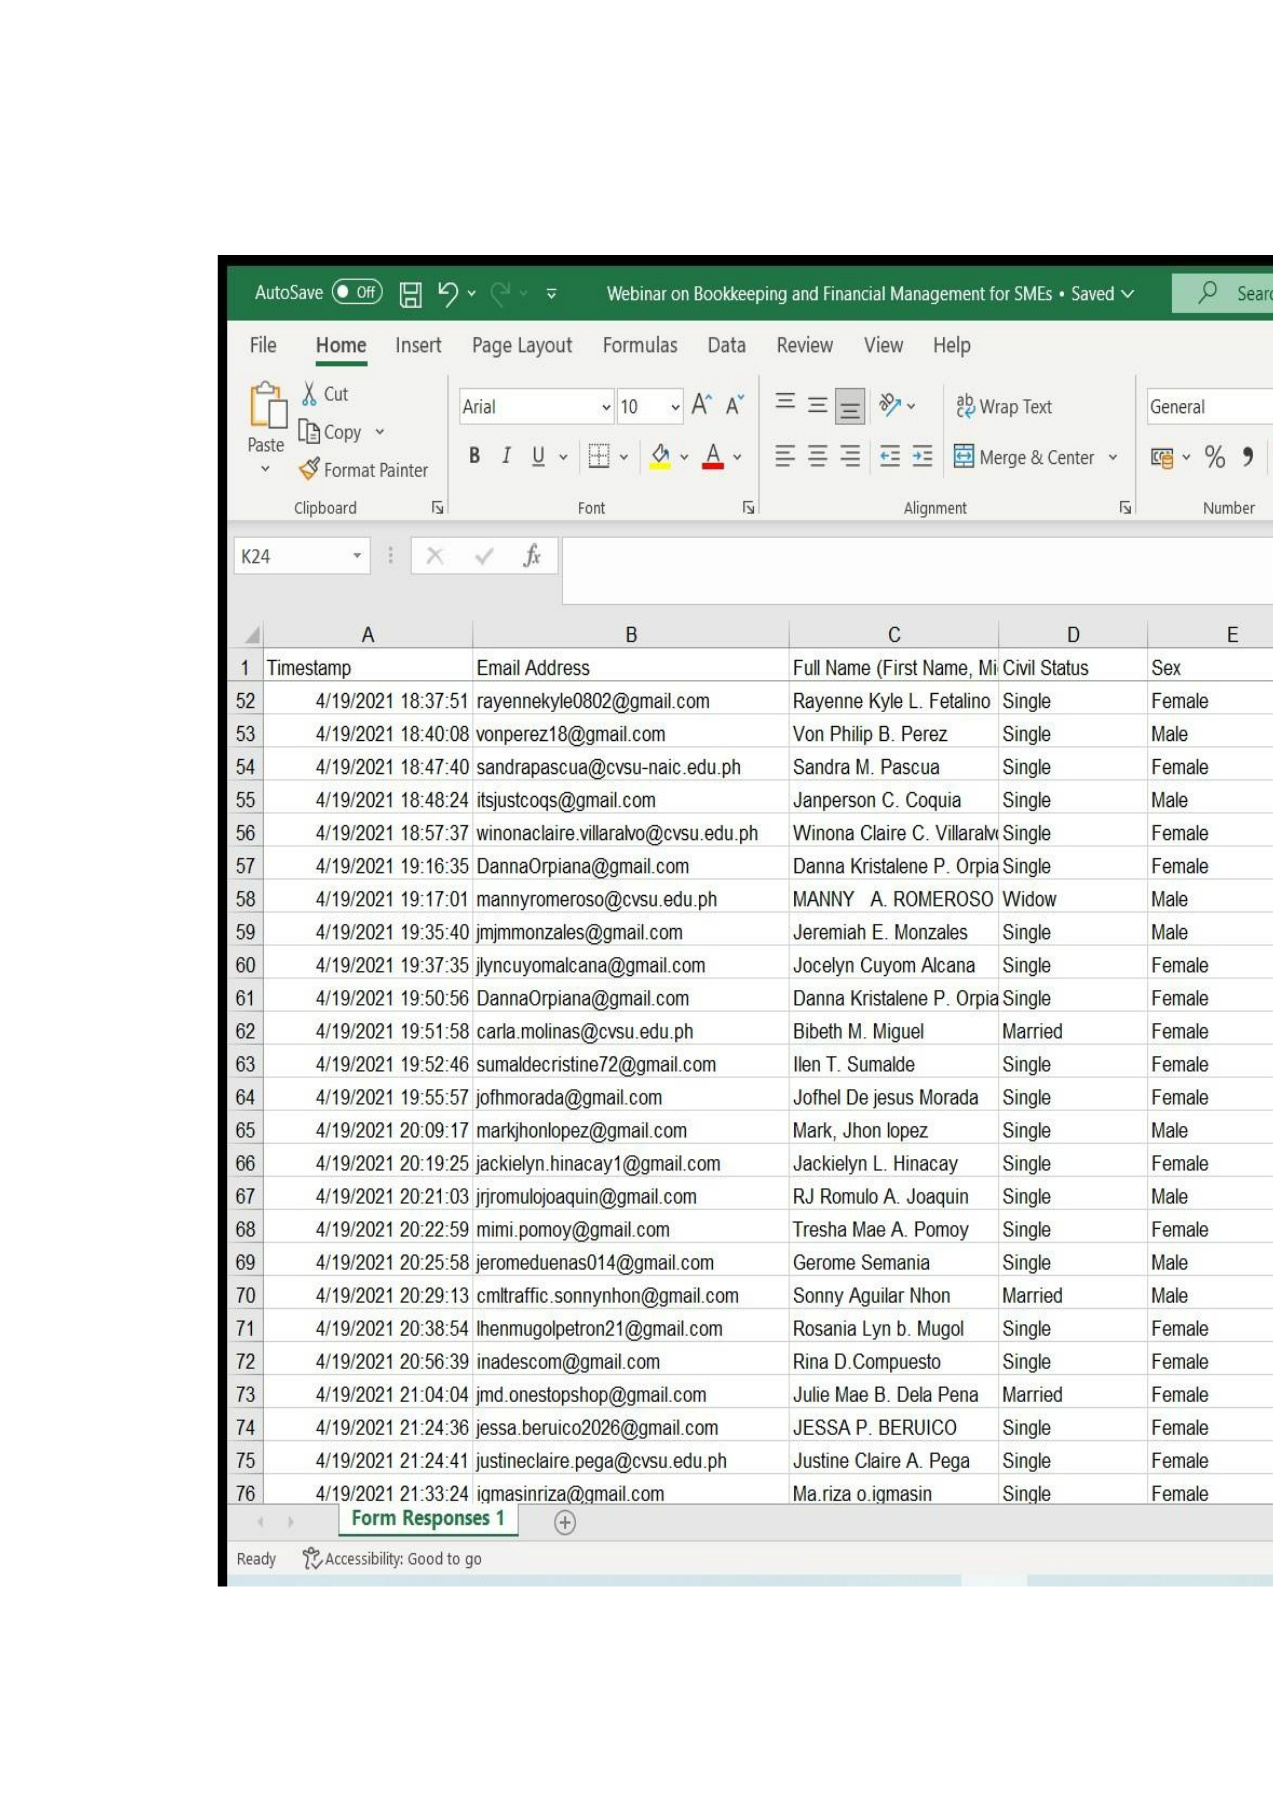 AutoSave Off Webinar on Bookkeeping and Financial Management for SMEs • Saved
File Home Insert Page Layout Formulas Data Review View Help
Cut
Copy
Paste
Format Painter
Arial 10
B I U
Wrap Text
Merge & Center
General
% ,
Clipboard Font Alignment Number
K24 fx
A B C D E
1 Timestamp Email Address Full Name (First Name, Mi Civil Status Sex
52 4/19/2021 18:37:51 rayennekyle0802@gmail.com Rayenne Kyle L. Fetalino Single Female
53 4/19/2021 18:40:08 vonperez18@gmail.com Von Philip B. Perez Single Male
54 4/19/2021 18:47:40 sandrapascua@cvsu-naic.edu.ph Sandra M. Pascua Single Female
55 4/19/2021 18:48:24 itsjustcoqs@gmail.com Janperson C. Coquia Single Male
56 4/19/2021 18:57:37 winonaclaire.villaralvo@cvsu.edu.ph Winona Claire C. Villaralvo Single Female
57 4/19/2021 19:16:35 DannaOrpiana@gmail.com Danna Kristalene P. Orpia Single Female
58 4/19/2021 19:17:01 mannyromeroso@cvsu.edu.ph MANNY A. ROMEROSO Widow Male
59 4/19/2021 19:35:40 jmjmmonzales@gmail.com Jeremiah E. Monzales Single Male
60 4/19/2021 19:37:35 jlyncuyomalcana@gmail.com Jocelyn Cuyom Alcana Single Female
61 4/19/2021 19:50:56 DannaOrpiana@gmail.com Danna Kristalene P. Orpia Single Female
62 4/19/2021 19:51:58 carla.molinas@cvsu.edu.ph Bibeth M. Miguel Married Female
63 4/19/2021 19:52:46 sumaldecristine72@gmail.com Ilen T. Sumalde Single Female
64 4/19/2021 19:55:57 jofhmorada@gmail.com Jofhel De jesus Morada Single Female
65 4/19/2021 20:09:17 markjhonlopez@gmail.com Mark, Jhon lopez Single Male
66 4/19/2021 20:19:25 jackielyn.hinacay1@gmail.com Jackielyn L. Hinacay Single Female
67 4/19/2021 20:21:03 jrjromulojoaquin@gmail.com RJ Romulo A. Joaquin Single Male
68 4/19/2021 20:22:59 mimi.pomoy@gmail.com Tresha Mae A. Pomoy Single Female
69 4/19/2021 20:25:58 jeromeduenas014@gmail.com Gerome Semania Single Male
70 4/19/2021 20:29:13 cmltraffic.sonnynhon@gmail.com Sonny Aguilar Nhon Married Male
71 4/19/2021 20:38:54 lhenmugolpetron21@gmail.com Rosania Lyn b. Mugol Single Female
72 4/19/2021 20:56:39 inadescom@gmail.com Rina D.Compuesto Single Female
73 4/19/2021 21:04:04 jmd.onestopshop@gmail.com Julie Mae B. Dela Pena Married Female
74 4/19/2021 21:24:36 jessa.beruico2026@gmail.com JESSA P. BERUICO Single Female
75 4/19/2021 21:24:41 justineclaire.pega@cvsu.edu.ph Justine Claire A. Pega Single Female
76 4/19/2021 21:33:24 igmasinriza@gmail.com Ma.riza o.igmasin Single Female
Form Responses 1
Ready Accessibility: Good to go